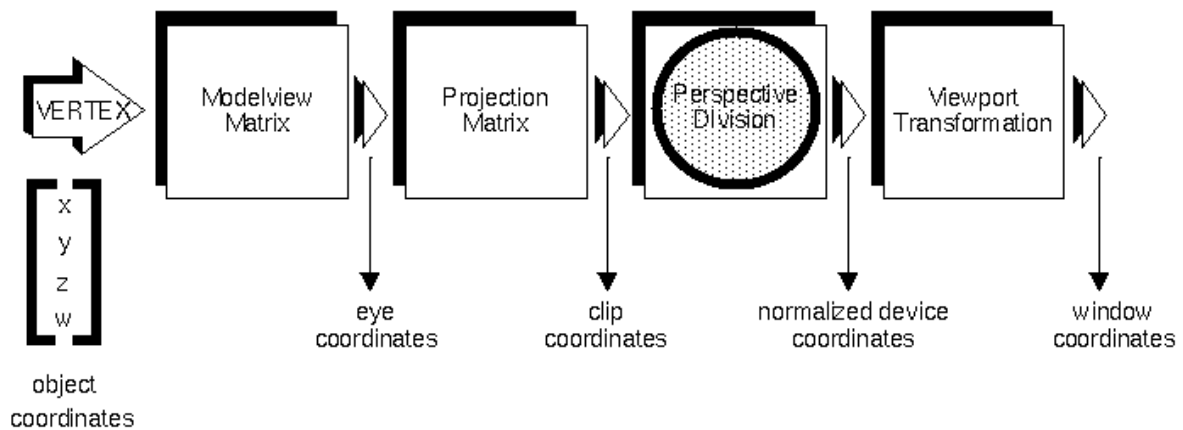 VERTEX
Modelview
Matrix
Projection
Matrix
Perspective
DIvision
Viewport
Transformation
x
y
z
w
object
coordinates
eye
coordinates
clip
coordinates
normalized device
coordinates
window
coordinates